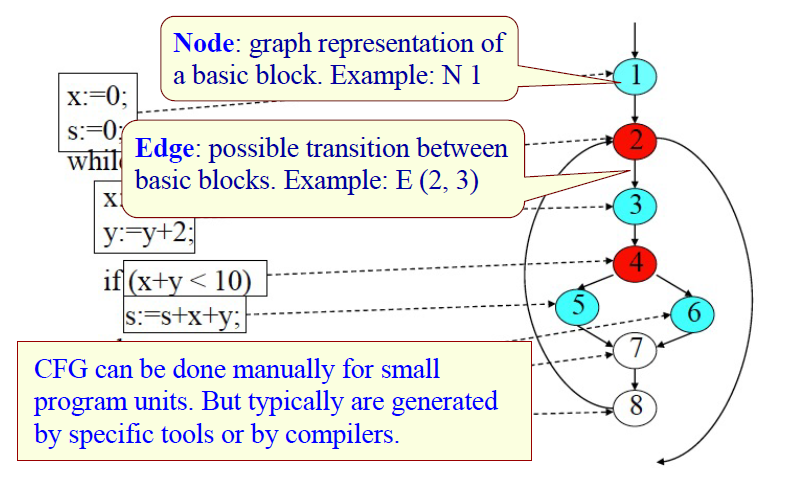 Node: graph representation of
a basic block. Example: N 1
x:=0;
s:=0;
while
Edge: possible transition between
basic blocks. Example: E (2, 3)
x
y:=y+2;
if (x+y < 10)
s:=s+x+y;
CFG can be done manually for small
program units. But typically are generated
by specific tools or by compilers.
1
2
3
4
5
6
7
8